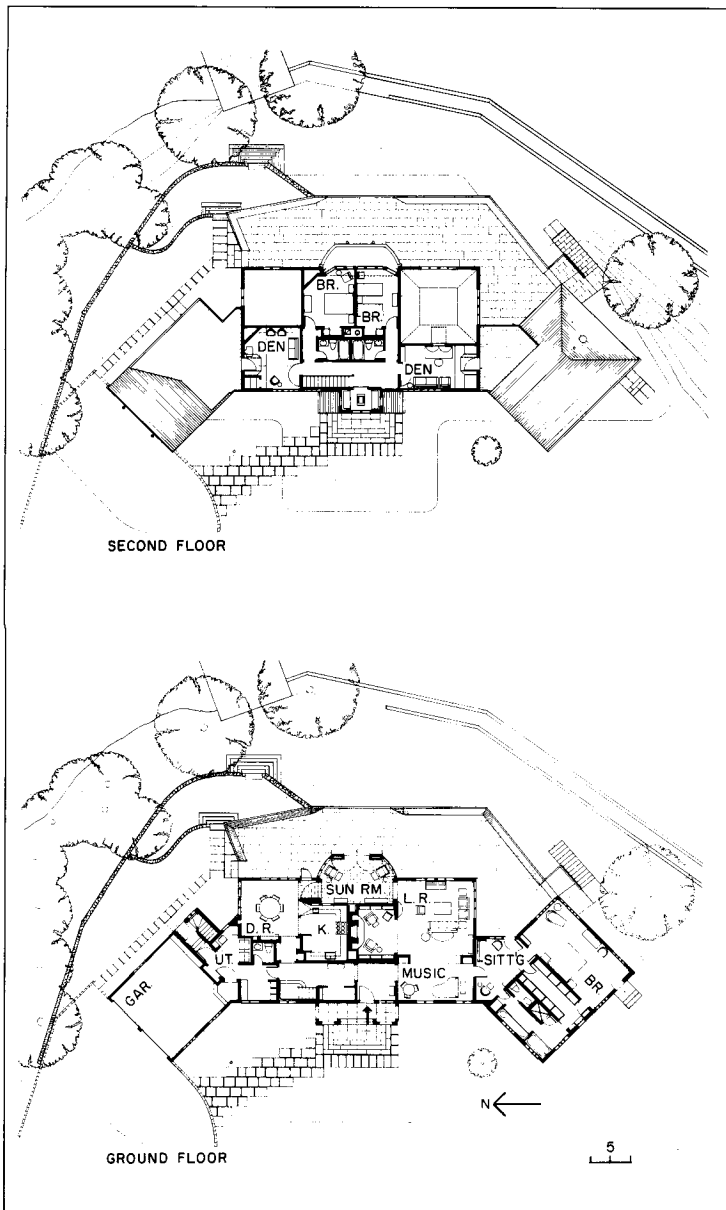 BR.
BR.
DEN
DEN
SECOND FLOOR
SUN RM
L.R.
D.R.
K.
UT.
SITT'G
MUSIC
BR
GAR
N
GROUND FLOOR
5